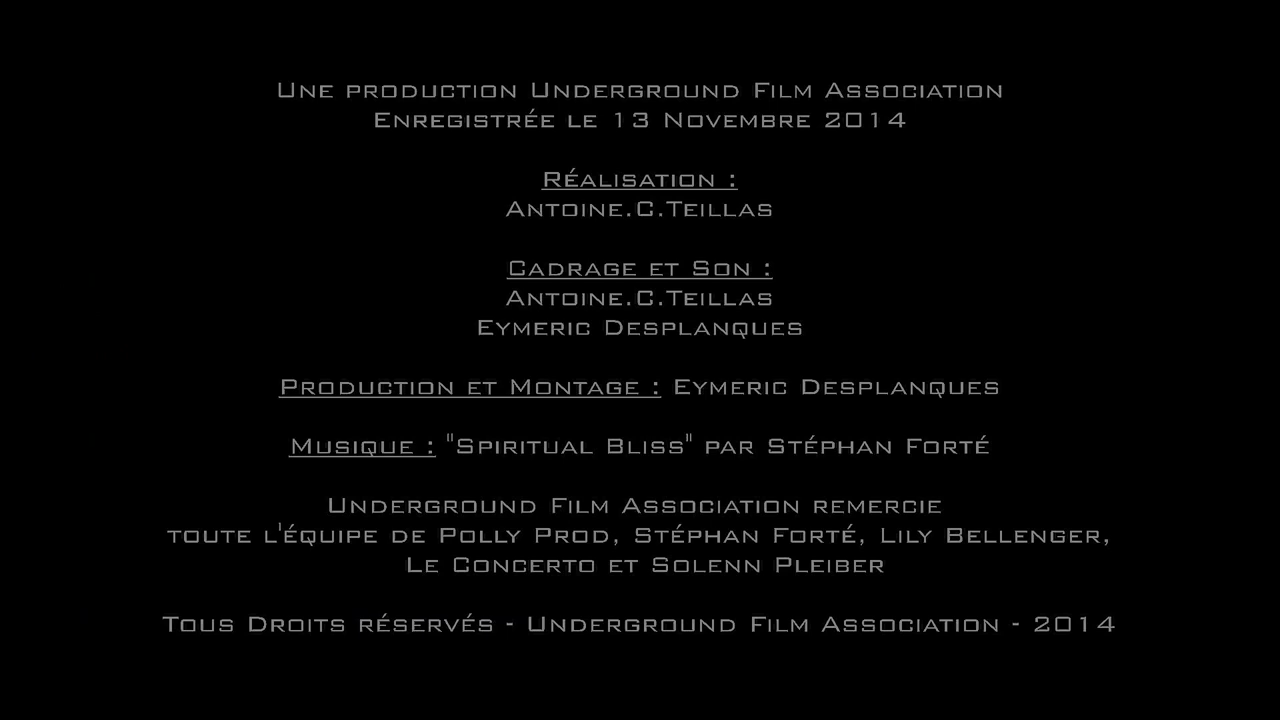 Une production Underground Film Association
Enregistrée le 13 Novembre 2014
Réalisation :
Antoine.C.Teillas
Cadrage et Son :
Antoine.C.Teillas
Eymeric Desplanques
Production et Montage : Eymeric Desplanques
Musique : "Spiritual Bliss" par Stéphan Forté
Underground Film Association remercie
toute l'équipe de Polly Prod, Stéphan Forté, Lily Bellenger,
Le Concerto et Solenn Pleiber
Tous Droits réservés - Underground Film Association - 2014